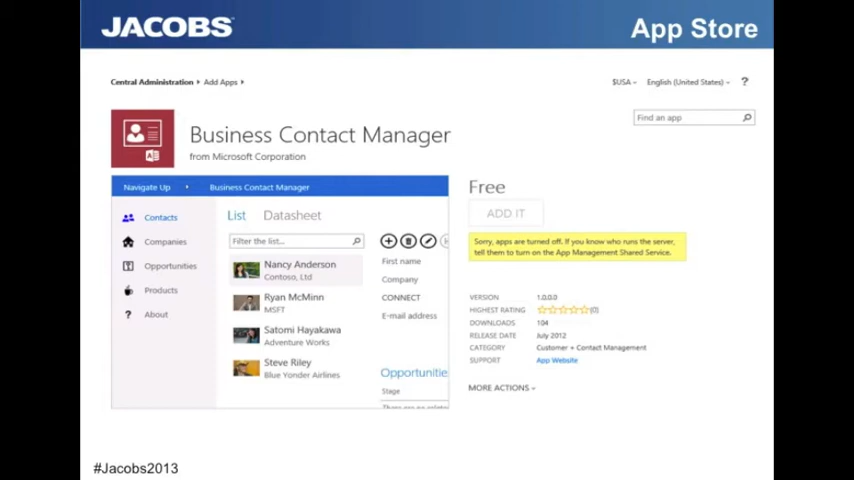 JACOBS
App Store
Central Administration ▸ Add Apps ▸
$USA English (United States) ?
Find an app
Business Contact Manager
from Microsoft Corporation
Navigate Up ▸ Business Contact Manager
Contacts
Companies
Opportunities
Products
? About
List Datasheet
Filter the list...
Nancy Anderson
Contoso, Ltd
Ryan McMinn
MSFT
Satomi Hayakawa
Adventure Works
Steve Riley
Blue Yonder Airlines
First name
Company
CONNECT
E-mail address
Opportunitie
Stage
There are no relate
Free
ADD IT
Sorry, apps are turned off. If you know who runs the server,
tell them to turn on the App Management Shared Service.
VERSION 1.0.0.0
HIGHEST RATING (0)
DOWNLOADS 104
RELEASE DATE July 2012
CATEGORY Customer + Contact Management
SUPPORT App Website
MORE ACTIONS
#Jacobs2013